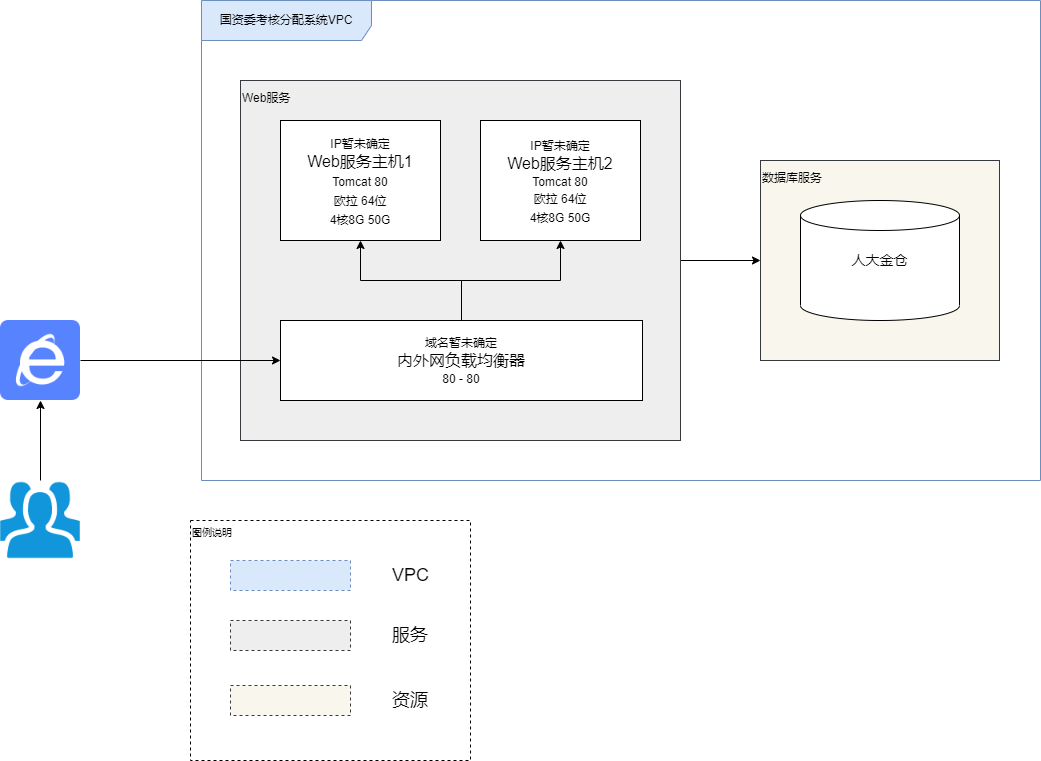 国资委考核分配系统VPC
Web服务
IP暂未确定
Web服务主机1
Tomcat 80
欧拉 64位
4核8G 50G
IP暂未确定
Web服务主机2
Tomcat 80
欧拉 64位
4核8G 50G
数据库服务
人大金仓
域名暂未确定
内外网负载均衡器
80 - 80
图例说明
VPC
服务
资源